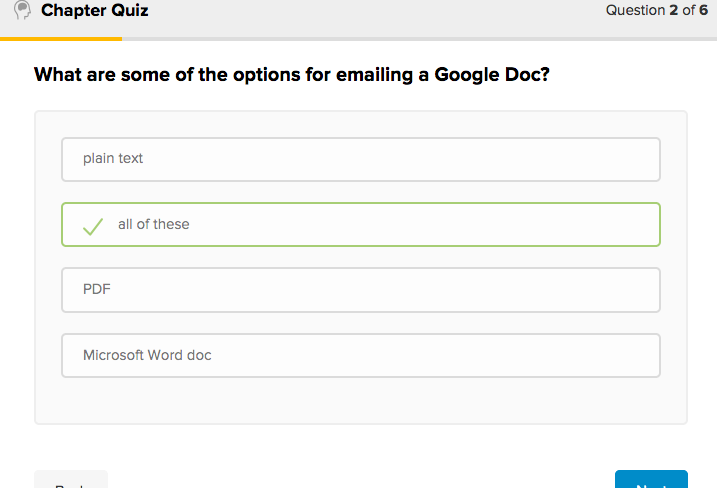 Chapter Quiz
Question 2 of 6
What are some of the options for emailing a Google Doc?
plain text
all of these
PDF
Microsoft Word doc